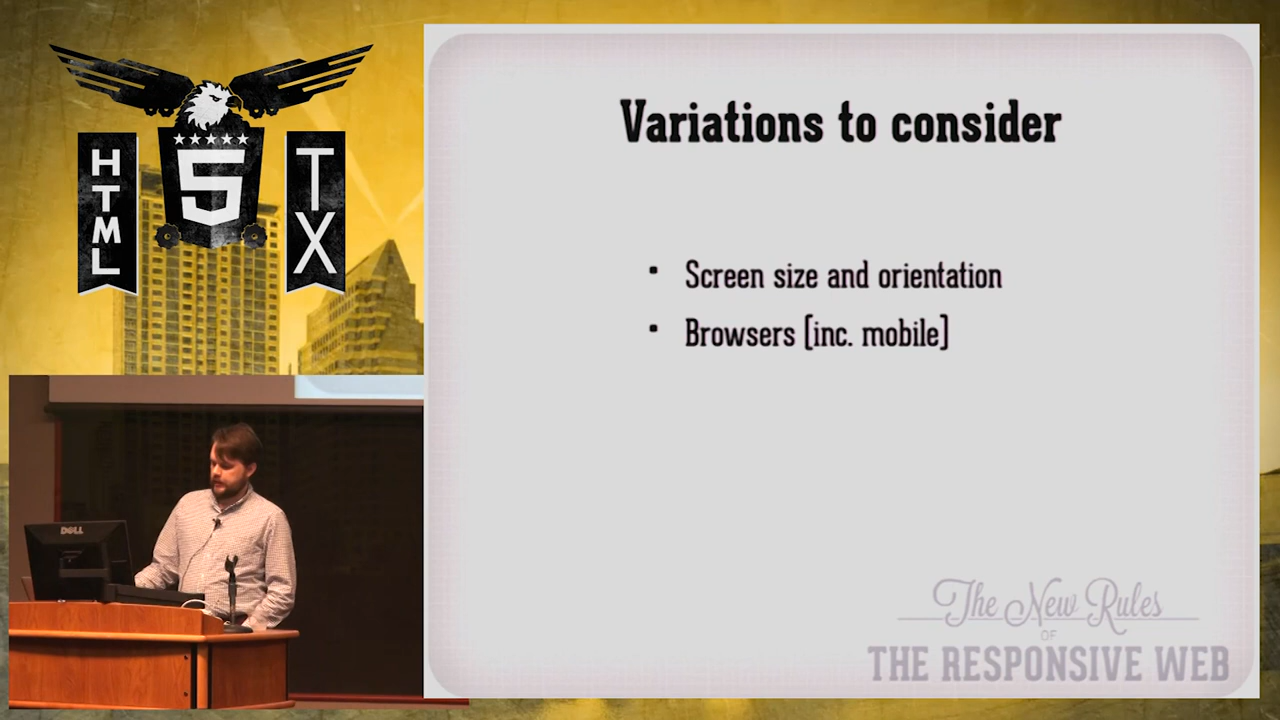 HTML
5
TX
Variations to consider
Screen size and orientation
Browsers [inc. mobile]
DELL
The New Rules
OF
THE RESPONSIVE WEB